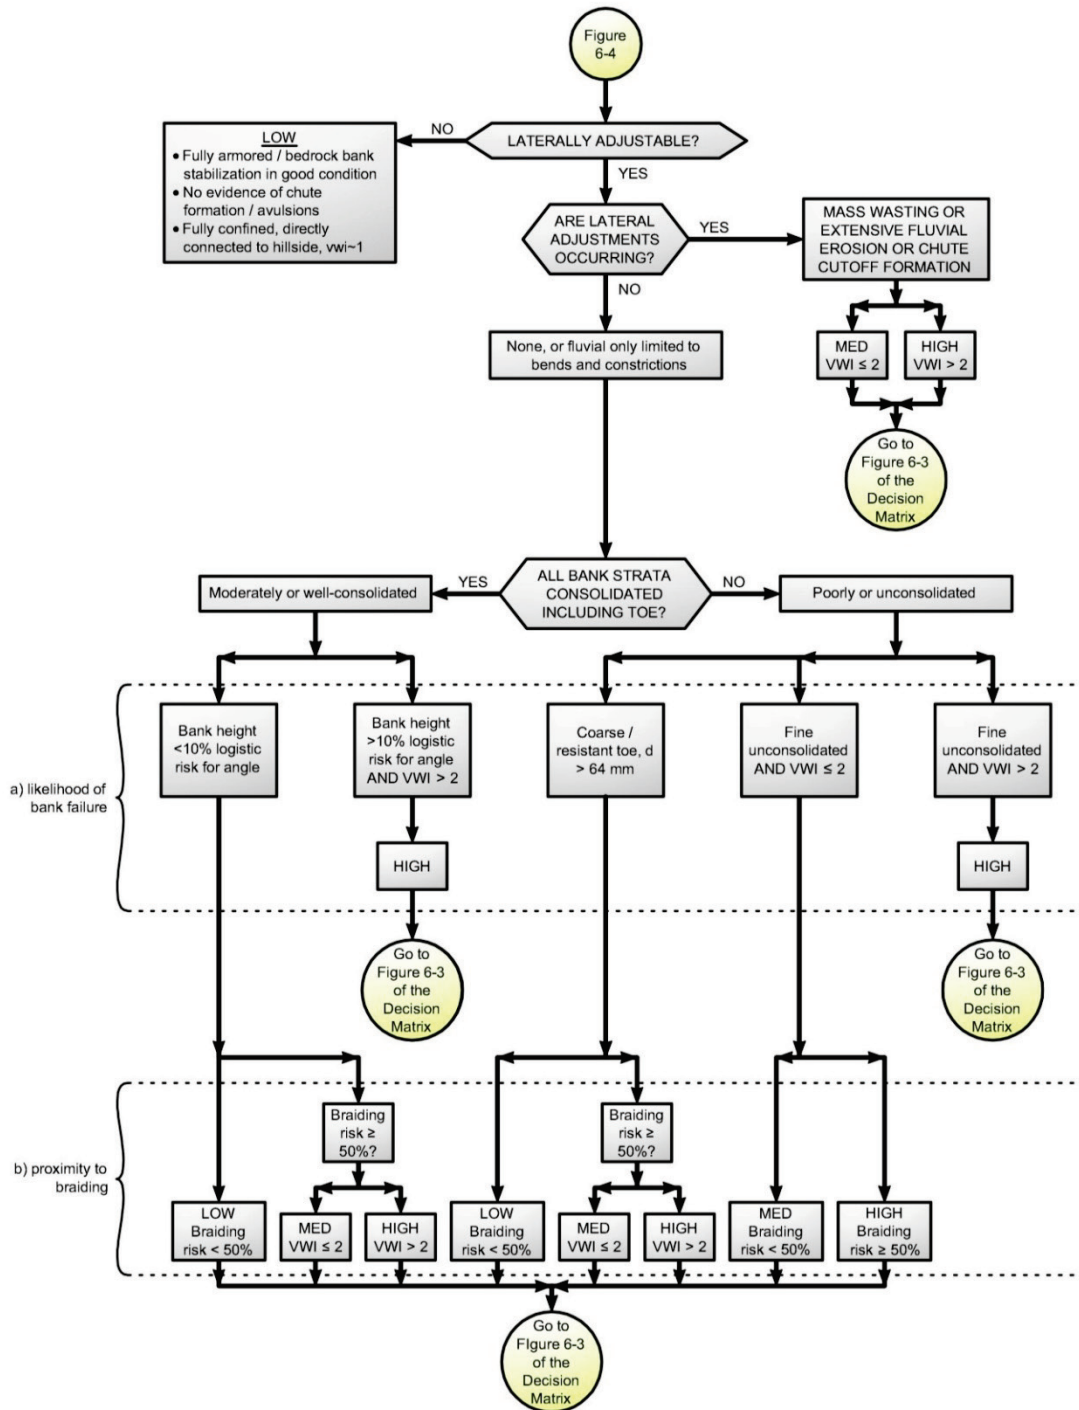 Figure
6-4
NO
LATERALLY ADJUSTABLE?
LOW
• Fully armored / bedrock bank
stabilization in good condition
• No evidence of chute
formation / avulsions
• Fully confined, directly
connected to hillside, vwi~1
YES
ARE LATERAL
ADJUSTMENTS
OCCURRING?
YES
MASS WASTING OR
EXTENSIVE FLUVIAL
EROSION OR CHUTE
CUTOFF FORMATION
NO
None, or fluvial only limited to
bends and constrictions
MED
VWI ≤ 2
HIGH
VWI > 2
Go to
Figure 6-3
of the
Decision
Matrix
ALL BANK STRATA
CONSOLIDATED
INCLUDING TOE?
YES
NO
Moderately or well-consolidated
Poorly or unconsolidated
a) likelihood of
bank failure
Bank height
<10% logistic
risk for angle
Bank height
>10% logistic
risk for angle
AND VWI > 2
Coarse /
resistant toe, d
> 64 mm
Fine
unconsolidated
AND VWI ≤ 2
Fine
unconsolidated
AND VWI > 2
HIGH
HIGH
Go to
Figure 6-3
of the
Decision
Matrix
Go to
Figure 6-3
of the
Decision
Matrix
b) proximity to
braiding
Braiding
risk ≥
50%?
Braiding
risk ≥
50%?
LOW
Braiding
risk < 50%
MED
VWI ≤ 2
HIGH
VWI > 2
LOW
Braiding
risk < 50%
MED
VWI ≤ 2
HIGH
VWI > 2
MED
Braiding
risk < 50%
HIGH
Braiding
risk ≥ 50%
Go to
FIgure 6-3
of the
Decision
Matrix